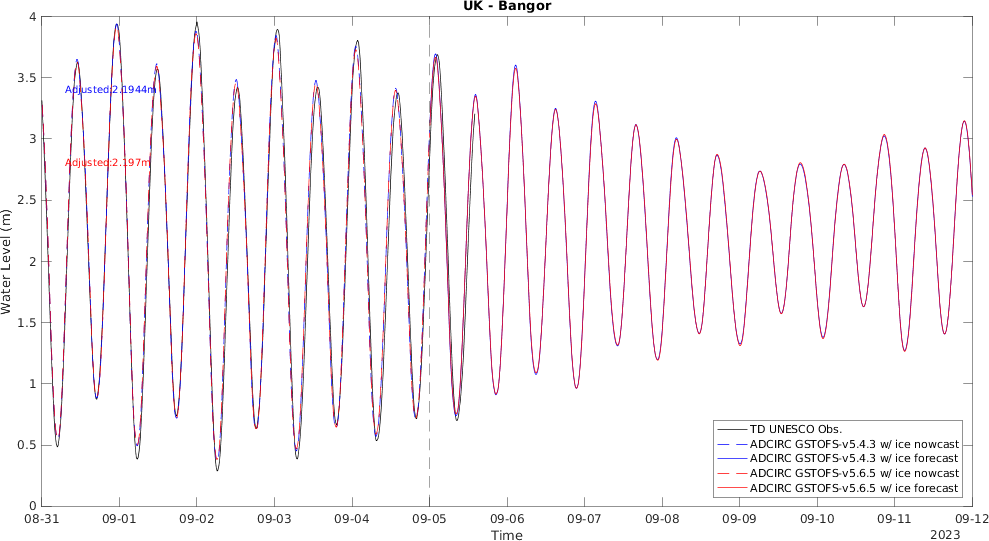 UK - Bangor
4
3.5
3
2.5
2
1.5
1
0.5
0
Water Level (m)
Adjusted:2.1944m
Adjusted:2.197m
TD UNESCO Obs.
ADCIRC GSTOFS-v5.4.3 w/ ice nowcast
ADCIRC GSTOFS-v5.4.3 w/ ice forecast
ADCIRC GSTOFS-v5.6.5 w/ ice nowcast
ADCIRC GSTOFS-v5.6.5 w/ ice forecast
08-31 09-01 09-02 09-03 09-04 09-05 09-06 09-07 09-08 09-09 09-10 09-11 09-12
Time
2023